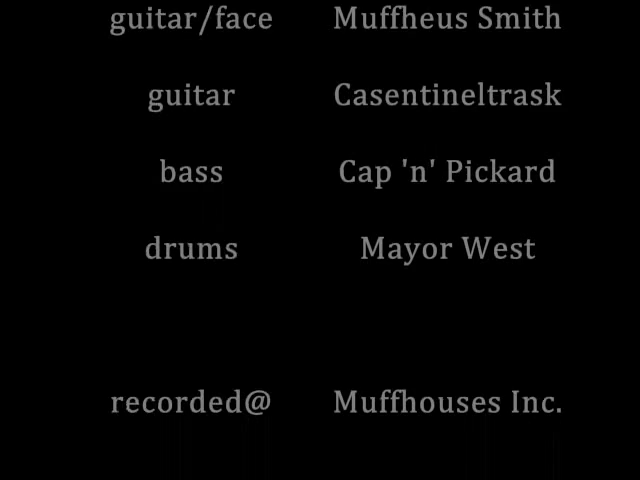 guitar/face Muffheus Smith
guitar Casentineltrask
bass Cap 'n' Pickard
drums Mayor West
recorded@ Muffhouses Inc.